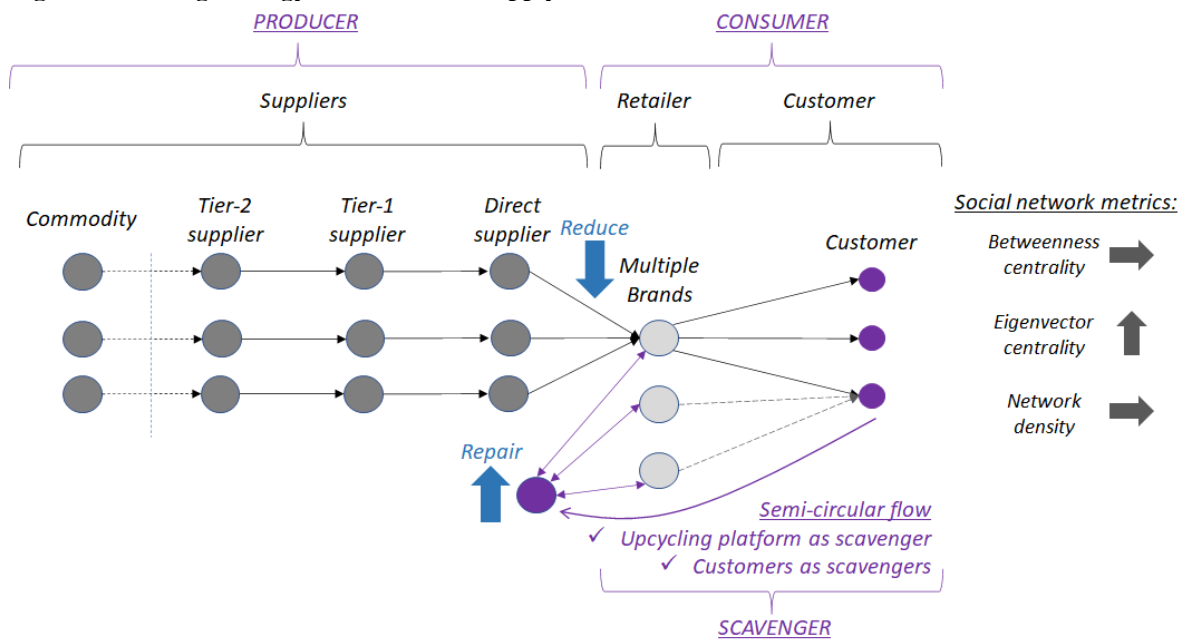 PRODUCER
CONSUMER
Suppliers
Retailer
Customer
Commodity
Tier-2
supplier
Tier-1
supplier
Direct
supplier
Reduce
Multiple
Brands
Customer
Social network metrics:
Betweenness
centrality
Eigenvector
centrality
Network
density
Repair
Semi-circular flow
✓ Upcycling platform as scavenger
✓ Customers as scavengers
SCAVENGER